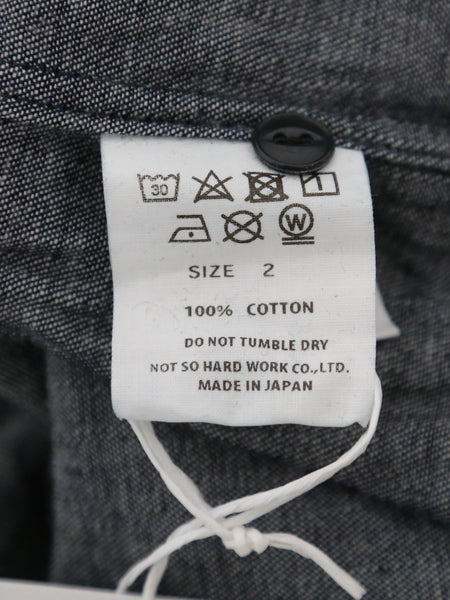 30
W
SIZE 2
100% COTTON
DO NOT TUMBLE DRY
NOT SO HARD WORK CO.,LTD.
MADE IN JAPAN